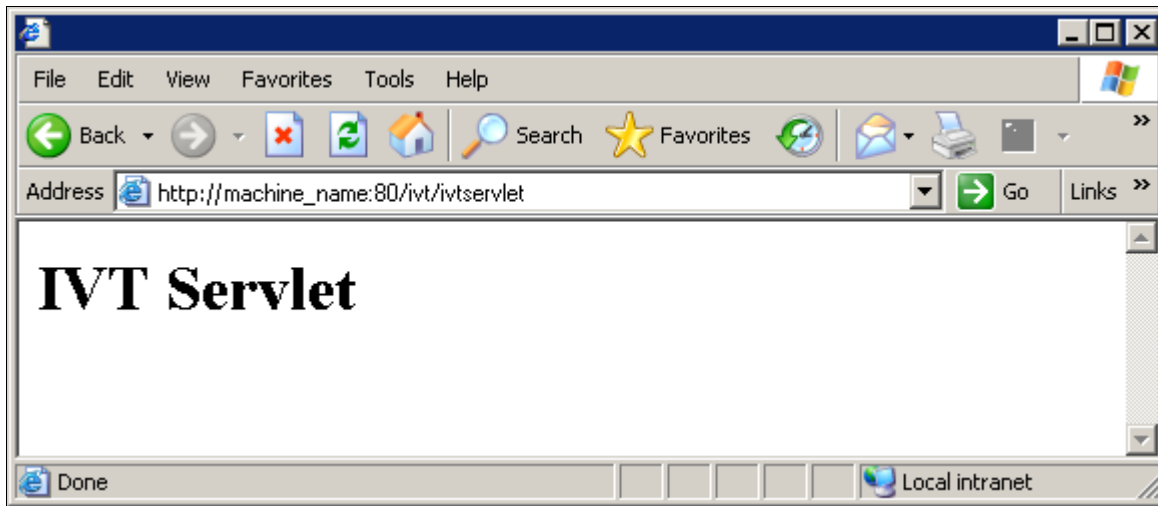 File Edit View Favorites Tools Help
Back Search Favorites »
Address http://machine_name:80/ivt/ivtservlet Go Links »
IVT Servlet
Done Local intranet